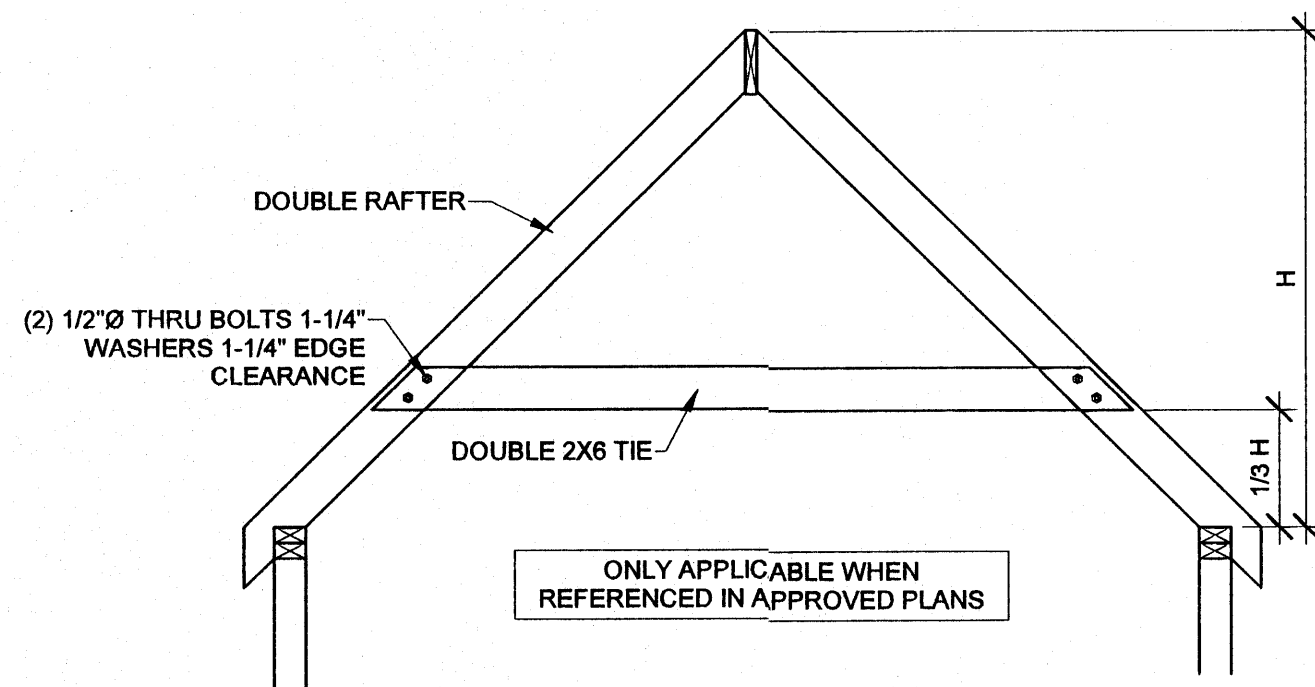 DOUBLE RAFTER
(2) 1/2"Ø THRU BOLTS 1-1/4"
WASHERS 1-1/4" EDGE
CLEARANCE
DOUBLE 2X6 TIE
H
1/3 H
ONLY APPLICABLE WHEN
REFERENCED IN APPROVED PLANS